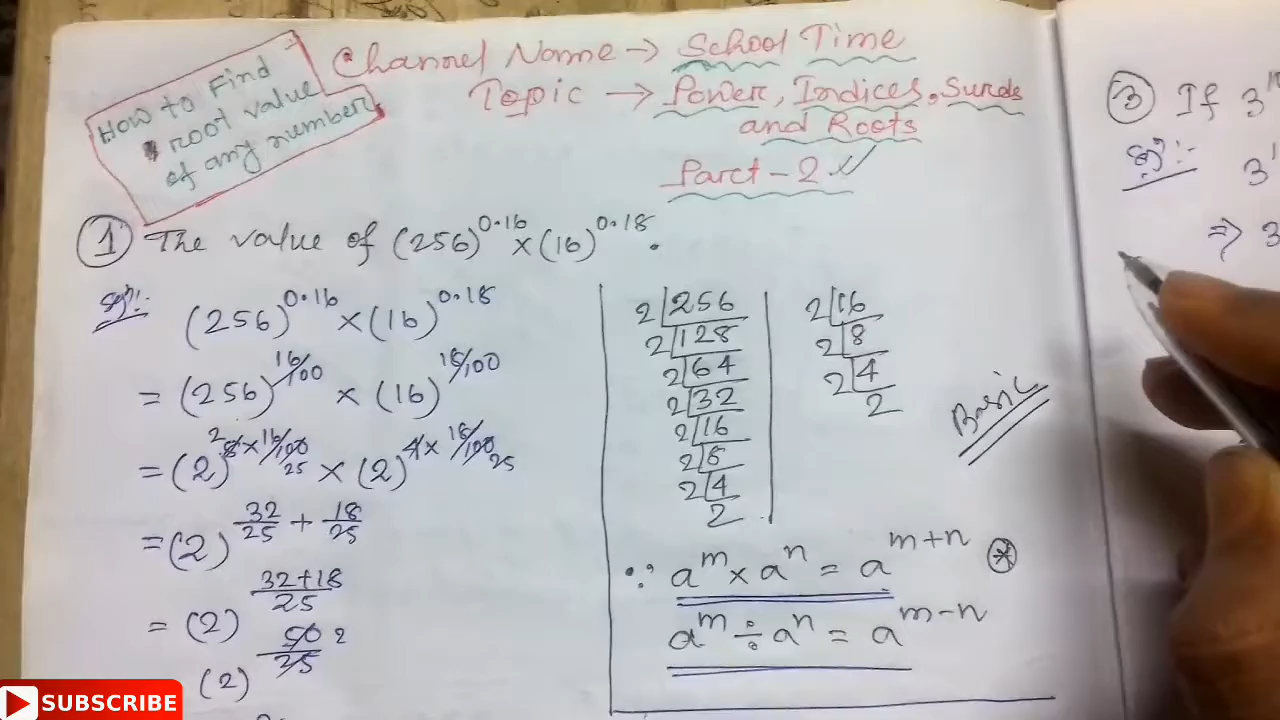 How to Find
root value
of any number
Channel Name → School Time
Topic → Power, Indices, Surds
and Roots
Part - 2
① The value of (256)^0.16 × (16)^0.18 .
Solⁿ:-
(256)^0.16 × (16)^0.18
= (256)^16/100 × (16)^18/100
= (2)^8×16/100 × (2)^4×18/100
2 25 25
= (2)^32/25 + 18/25
= (2)^32+18/25
(2)^50/25 2
2 256
2 128
2 64
2 32
2 16
2 8
2 4
2
2 16
2 8
2 4
2
Basic
∵ a^m × a^n = a^m+n
a^m ÷ a^n = a^m-n
③ If 3
Solⁿ:-
3
⇒ 3
SUBSCRIBE